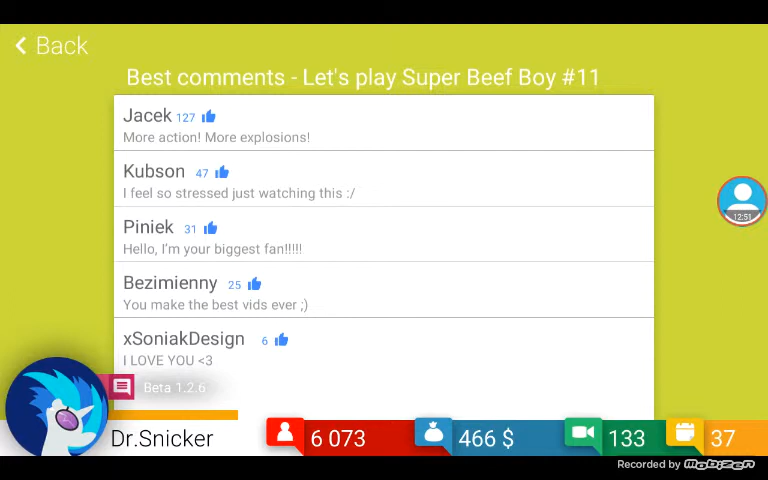 Back
Best comments - Let's play Super Beef Boy #11
Jacek 127
More action! More explosions!
Kubson 47
I feel so stressed just watching this :/
Piniek 31
Hello, I'm your biggest fan!!!!!
Bezimienny 25
You make the best vids ever ;)
xSoniakDesign 6
I LOVE YOU <3
12:51
Beta 1.2.6
Dr.Snicker 6 073 466 $ 133 37
Recorded by mobizen